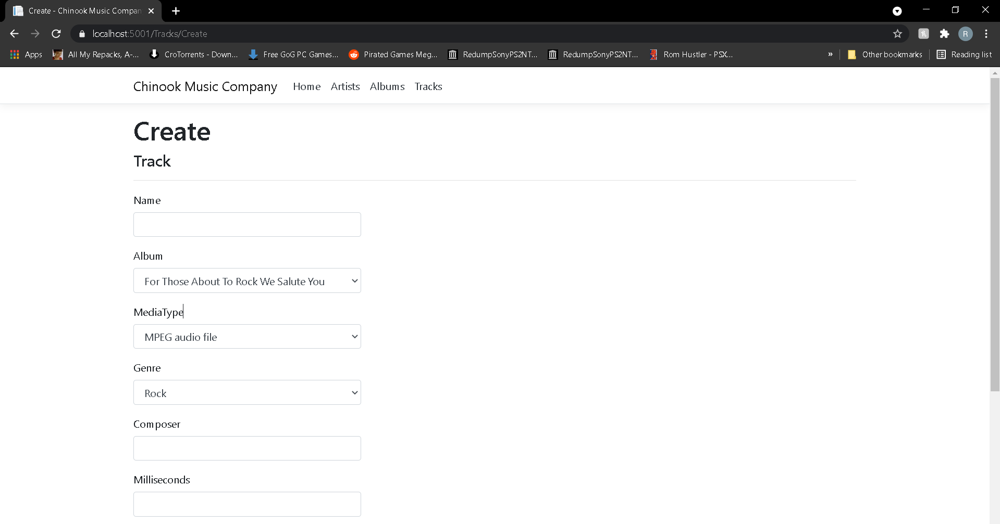 Create - Chinook Music Compan
localhost:5001/Tracks/Create
R
Apps All My Repacks, A-... CroTorrents - Down... Free GoG PC Games... Pirated Games Meg... RedumpSonyPS2NT... RedumpSonyPS2NT... Rom Hustler - PSX... » Other bookmarks Reading list
Chinook Music Company Home Artists Albums Tracks
Create
Track
Name
Album
For Those About To Rock We Salute You
MediaType
MPEG audio file
Genre
Rock
Composer
Milliseconds